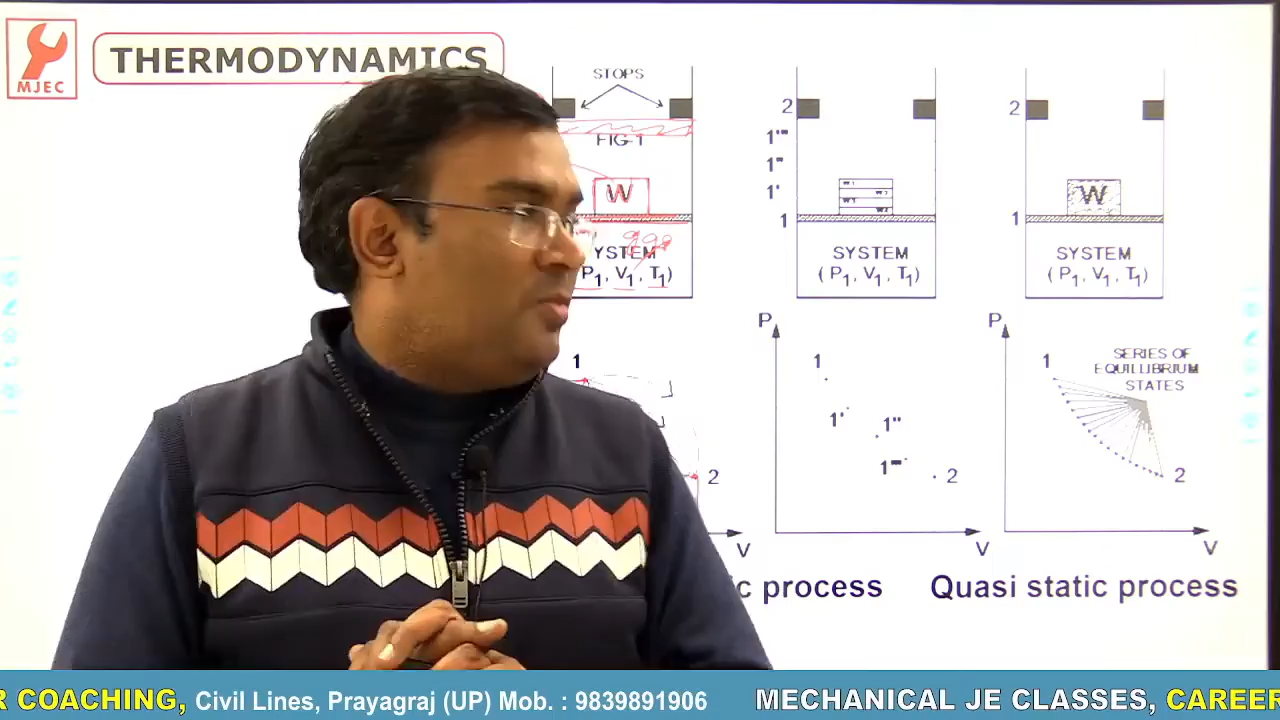 MJEC
THERMODYNAMICS
STOPS
FIG-1
W
YSTEM
P1, V1, T1)
1
2
V
2
1'''
1''
1'
1
W
SYSTEM
( P1, V1, T1)
P
1
1'
1''
1'''
2
V
c process
2
1
W
SYSTEM
( P1, V1, T1)
P
1
SERIES OF
EQUILIBRIUM
STATES
2
V
Quasi static process
R COACHING, Civil Lines, Prayagraj (UP) Mob. : 9839891906 MECHANICAL JE CLASSES, CAREER